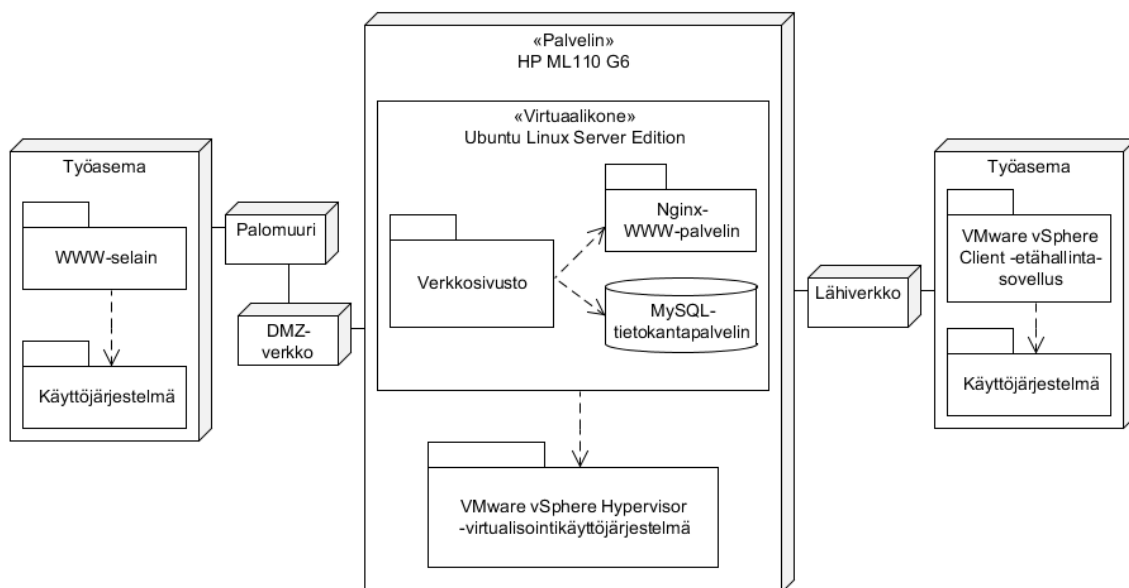 Työasema
WWW-selain
Käyttöjärjestelmä
Palomuuri
DMZ-
verkko
«Palvelin»
HP ML110 G6
«Virtuaalikone»
Ubuntu Linux Server Edition
Verkkosivusto
Nginx-
WWW-palvelin
MySQL-
tietokantapalvelin
VMware vSphere Hypervisor
-virtualisointikäyttöjärjestelmä
Lähiverkko
Työasema
VMware vSphere
Client -etähallinta-
sovellus
Käyttöjärjestelmä